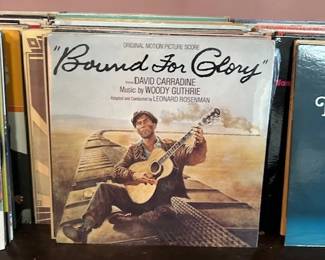 ORIGINAL MOTION PICTURE SCORE
"Bound For Glory"
DAVID CARRADINE
Music by WOODY GUTHRIE
Adapted and Conducted by LEONARD ROSENMAN